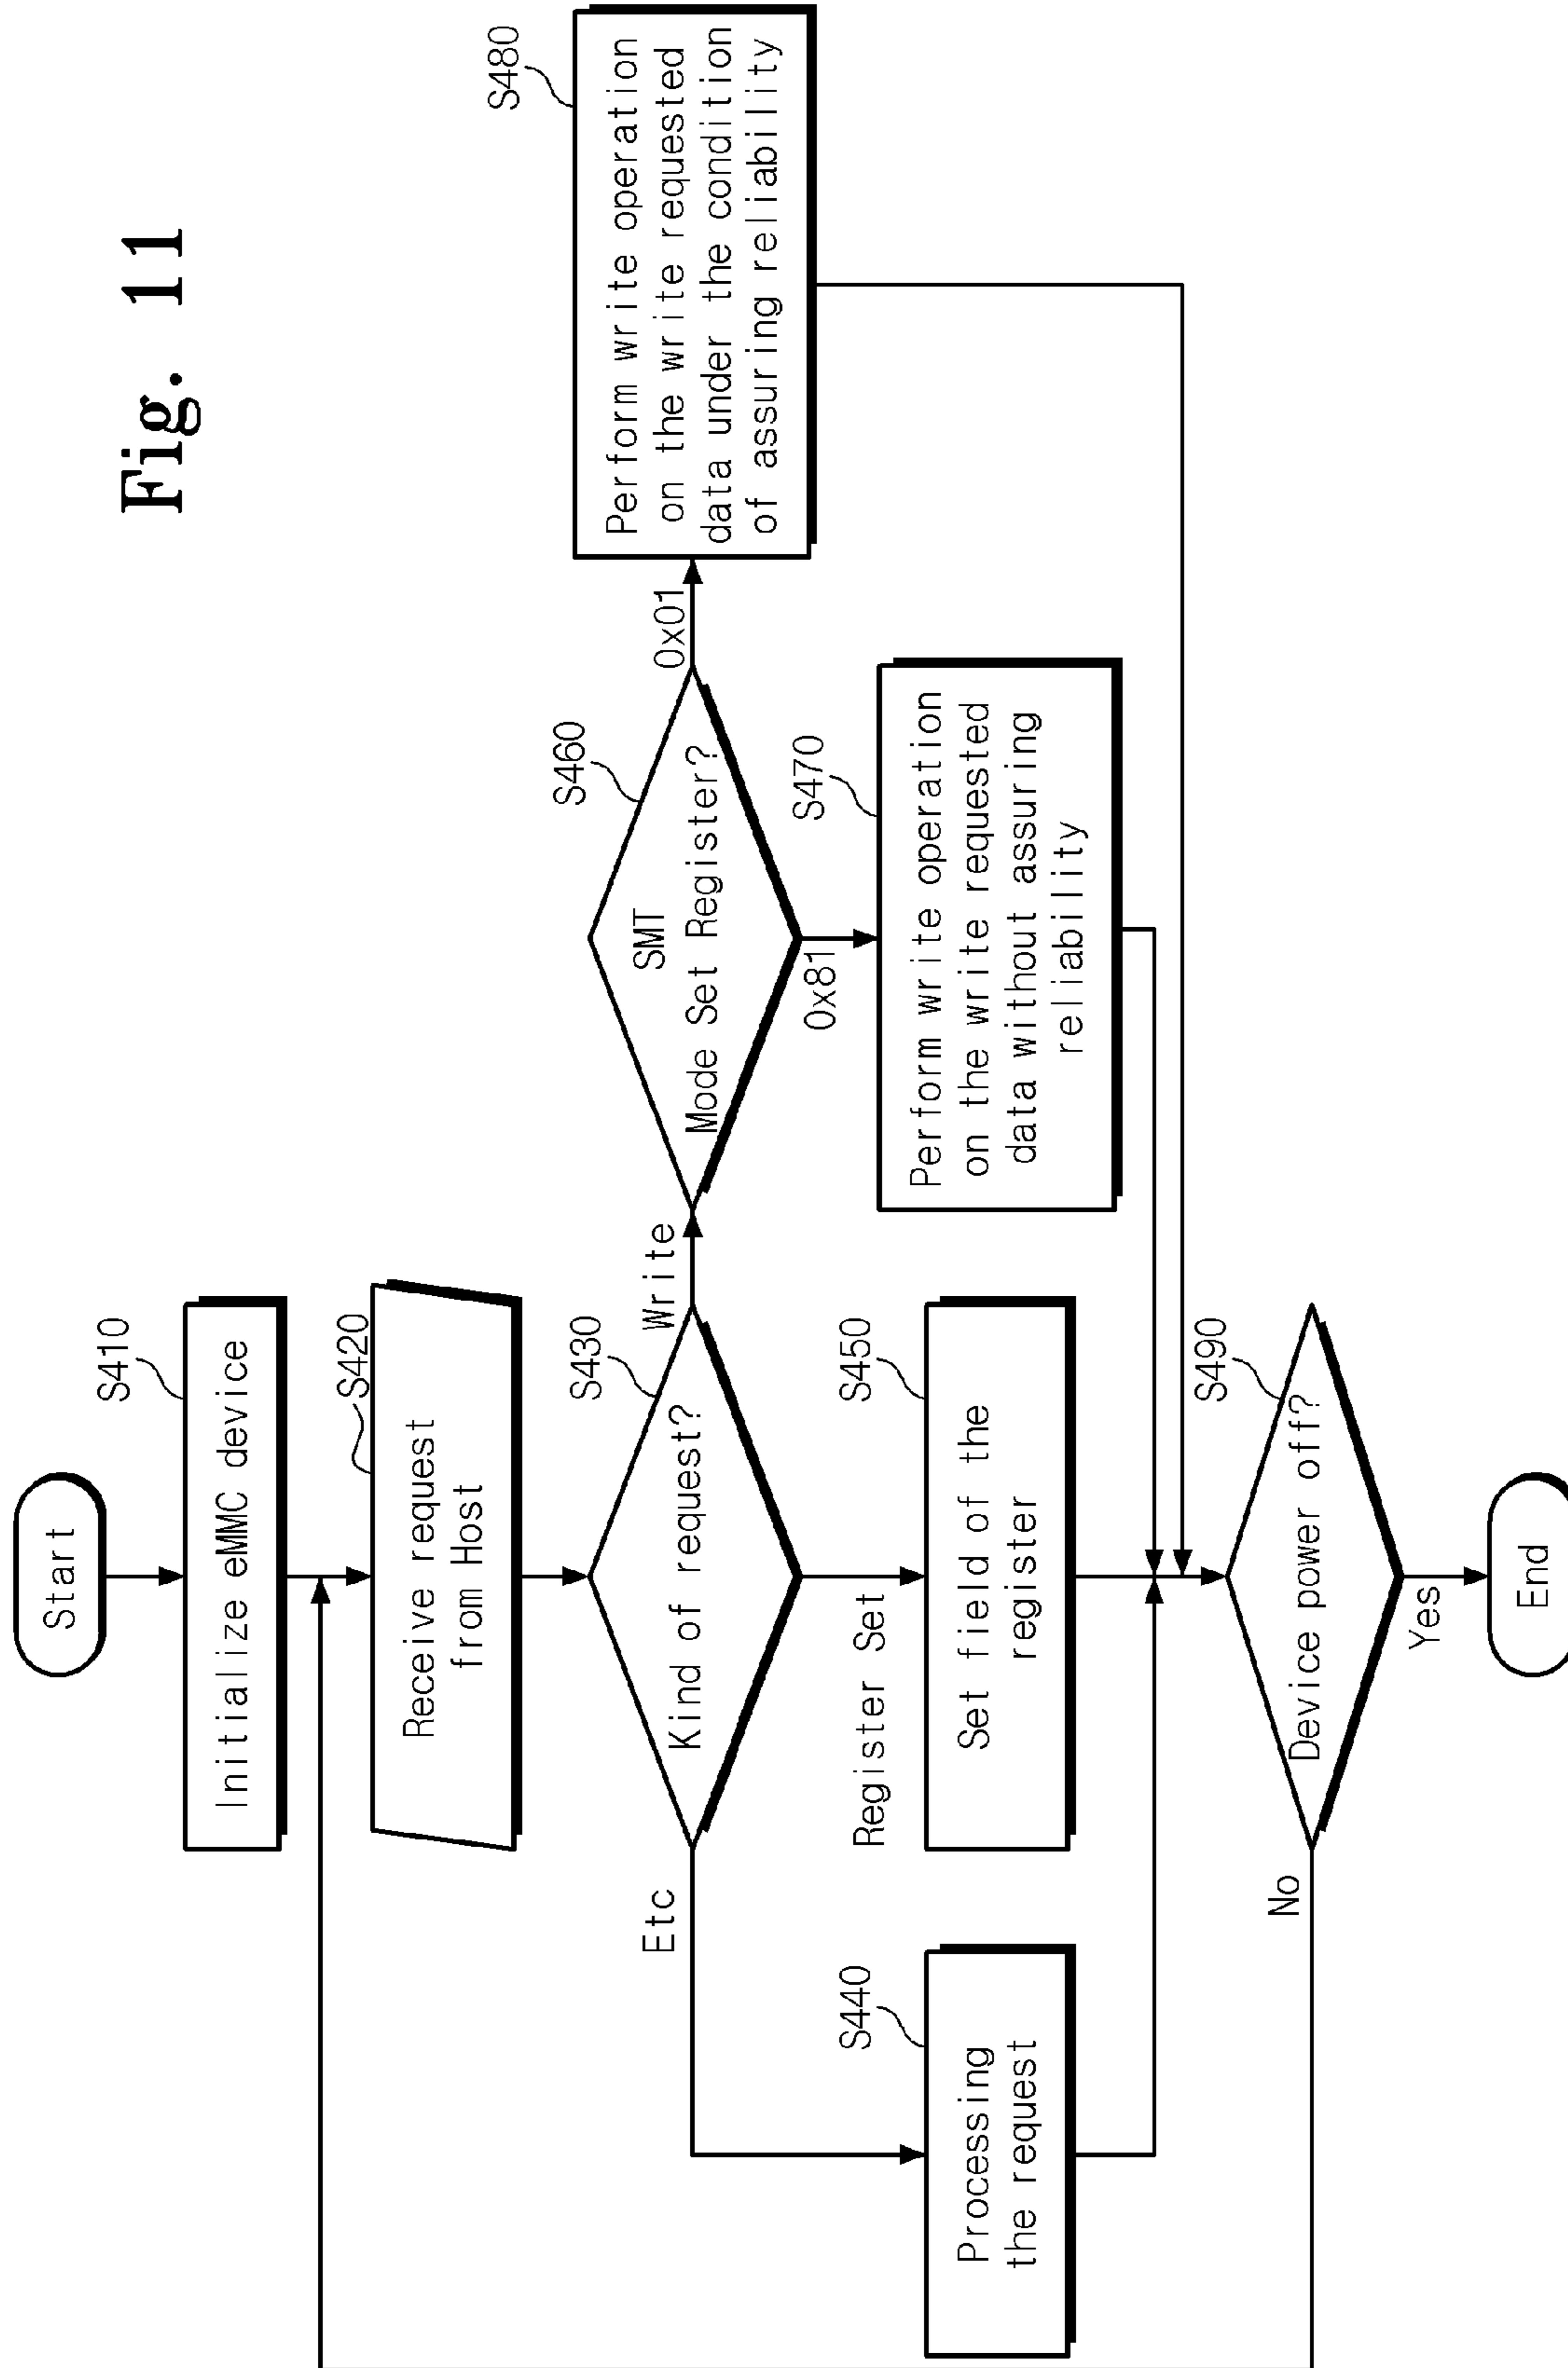 Fig. 11
Start
S410
Initialize eMMC device
S420
Receive request
from Host
S430
Kind of request?
Write
Etc
Register Set
S440
Processing
the request
S450
Set field of the
register
S460
SMT
Mode Set Register?
0x01
0x81
S470
Perform write operation
on the write requested
data without assuring
reliability
S480
Perform write operation
on the write requested
data under the condition
of assuring reliability
S490
Device power off?
No
Yes
End